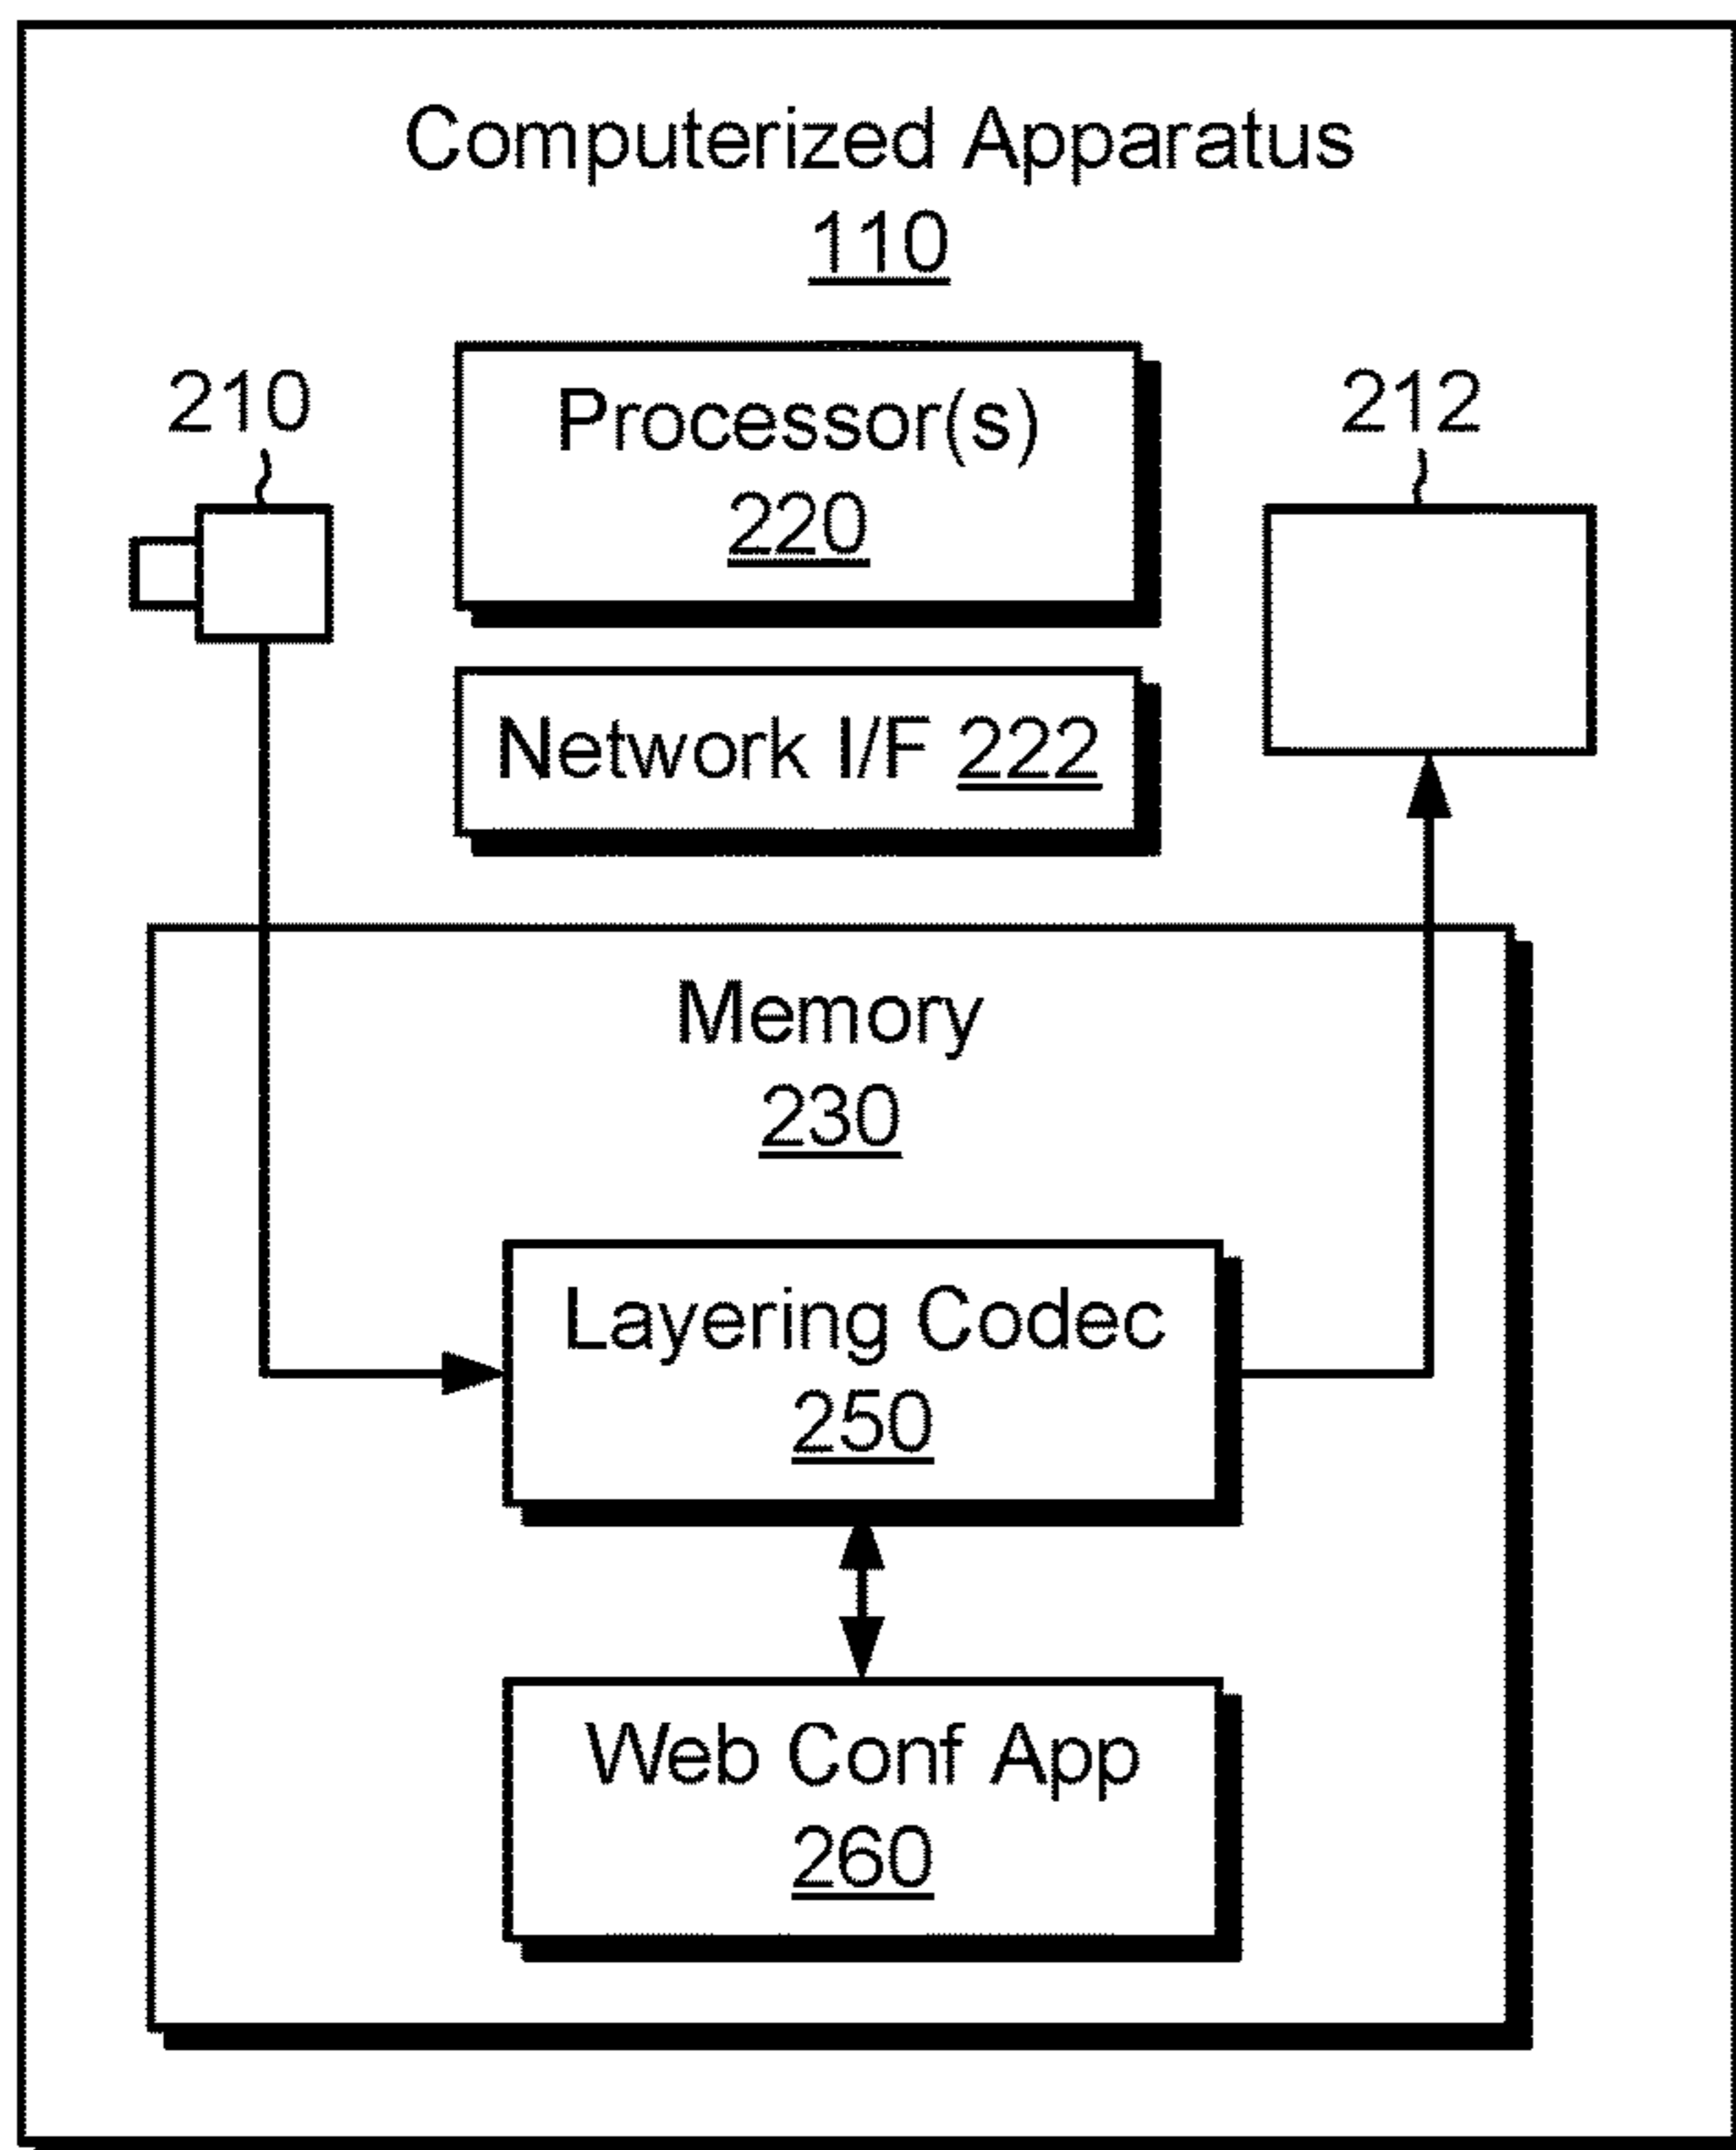 Computerized Apparatus
110
210
Processor(s)
220
212
Network I/F 222
Memory
230
Layering Codec
250
Web Conf App
260